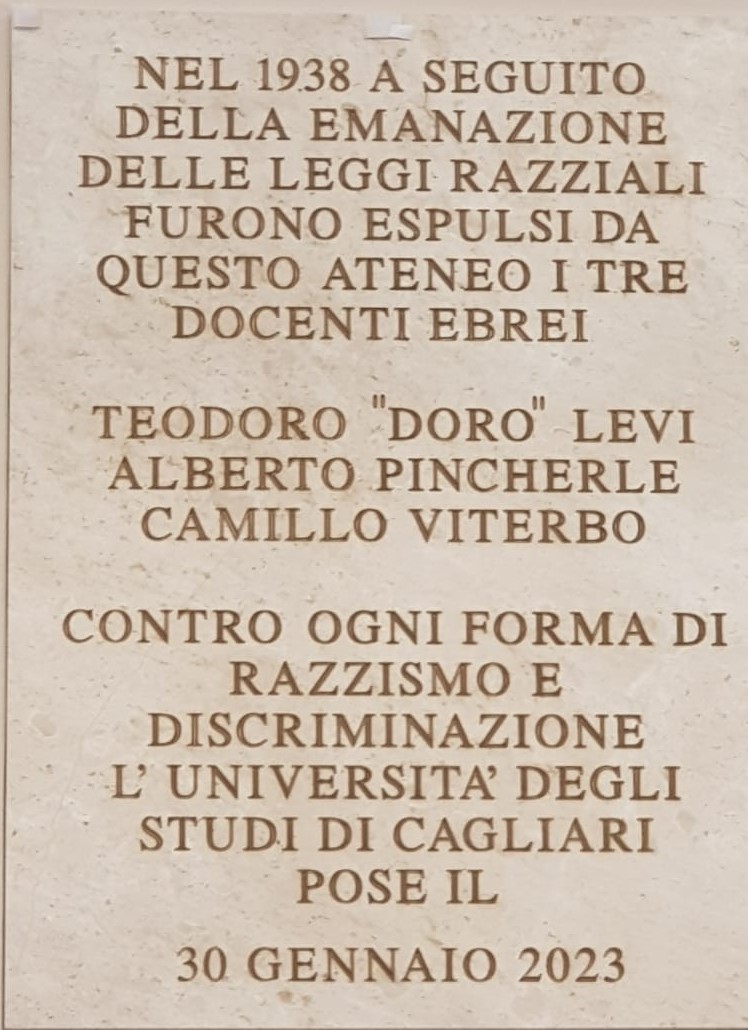 NEL 1938 A SEGUITO
DELLA EMANAZIONE
DELLE LEGGI RAZZIALI
FURONO ESPULSI DA
QUESTO ATENEO I TRE
DOCENTI EBREI
TEODORO "DORO" LEVI
ALBERTO PINCHERLE
CAMILLO VITERBO
CONTRO OGNI FORMA DI
RAZZISMO E
DISCRIMINAZIONE
L' UNIVERSITA' DEGLI
STUDI DI CAGLIARI
POSE IL
30 GENNAIO 2023